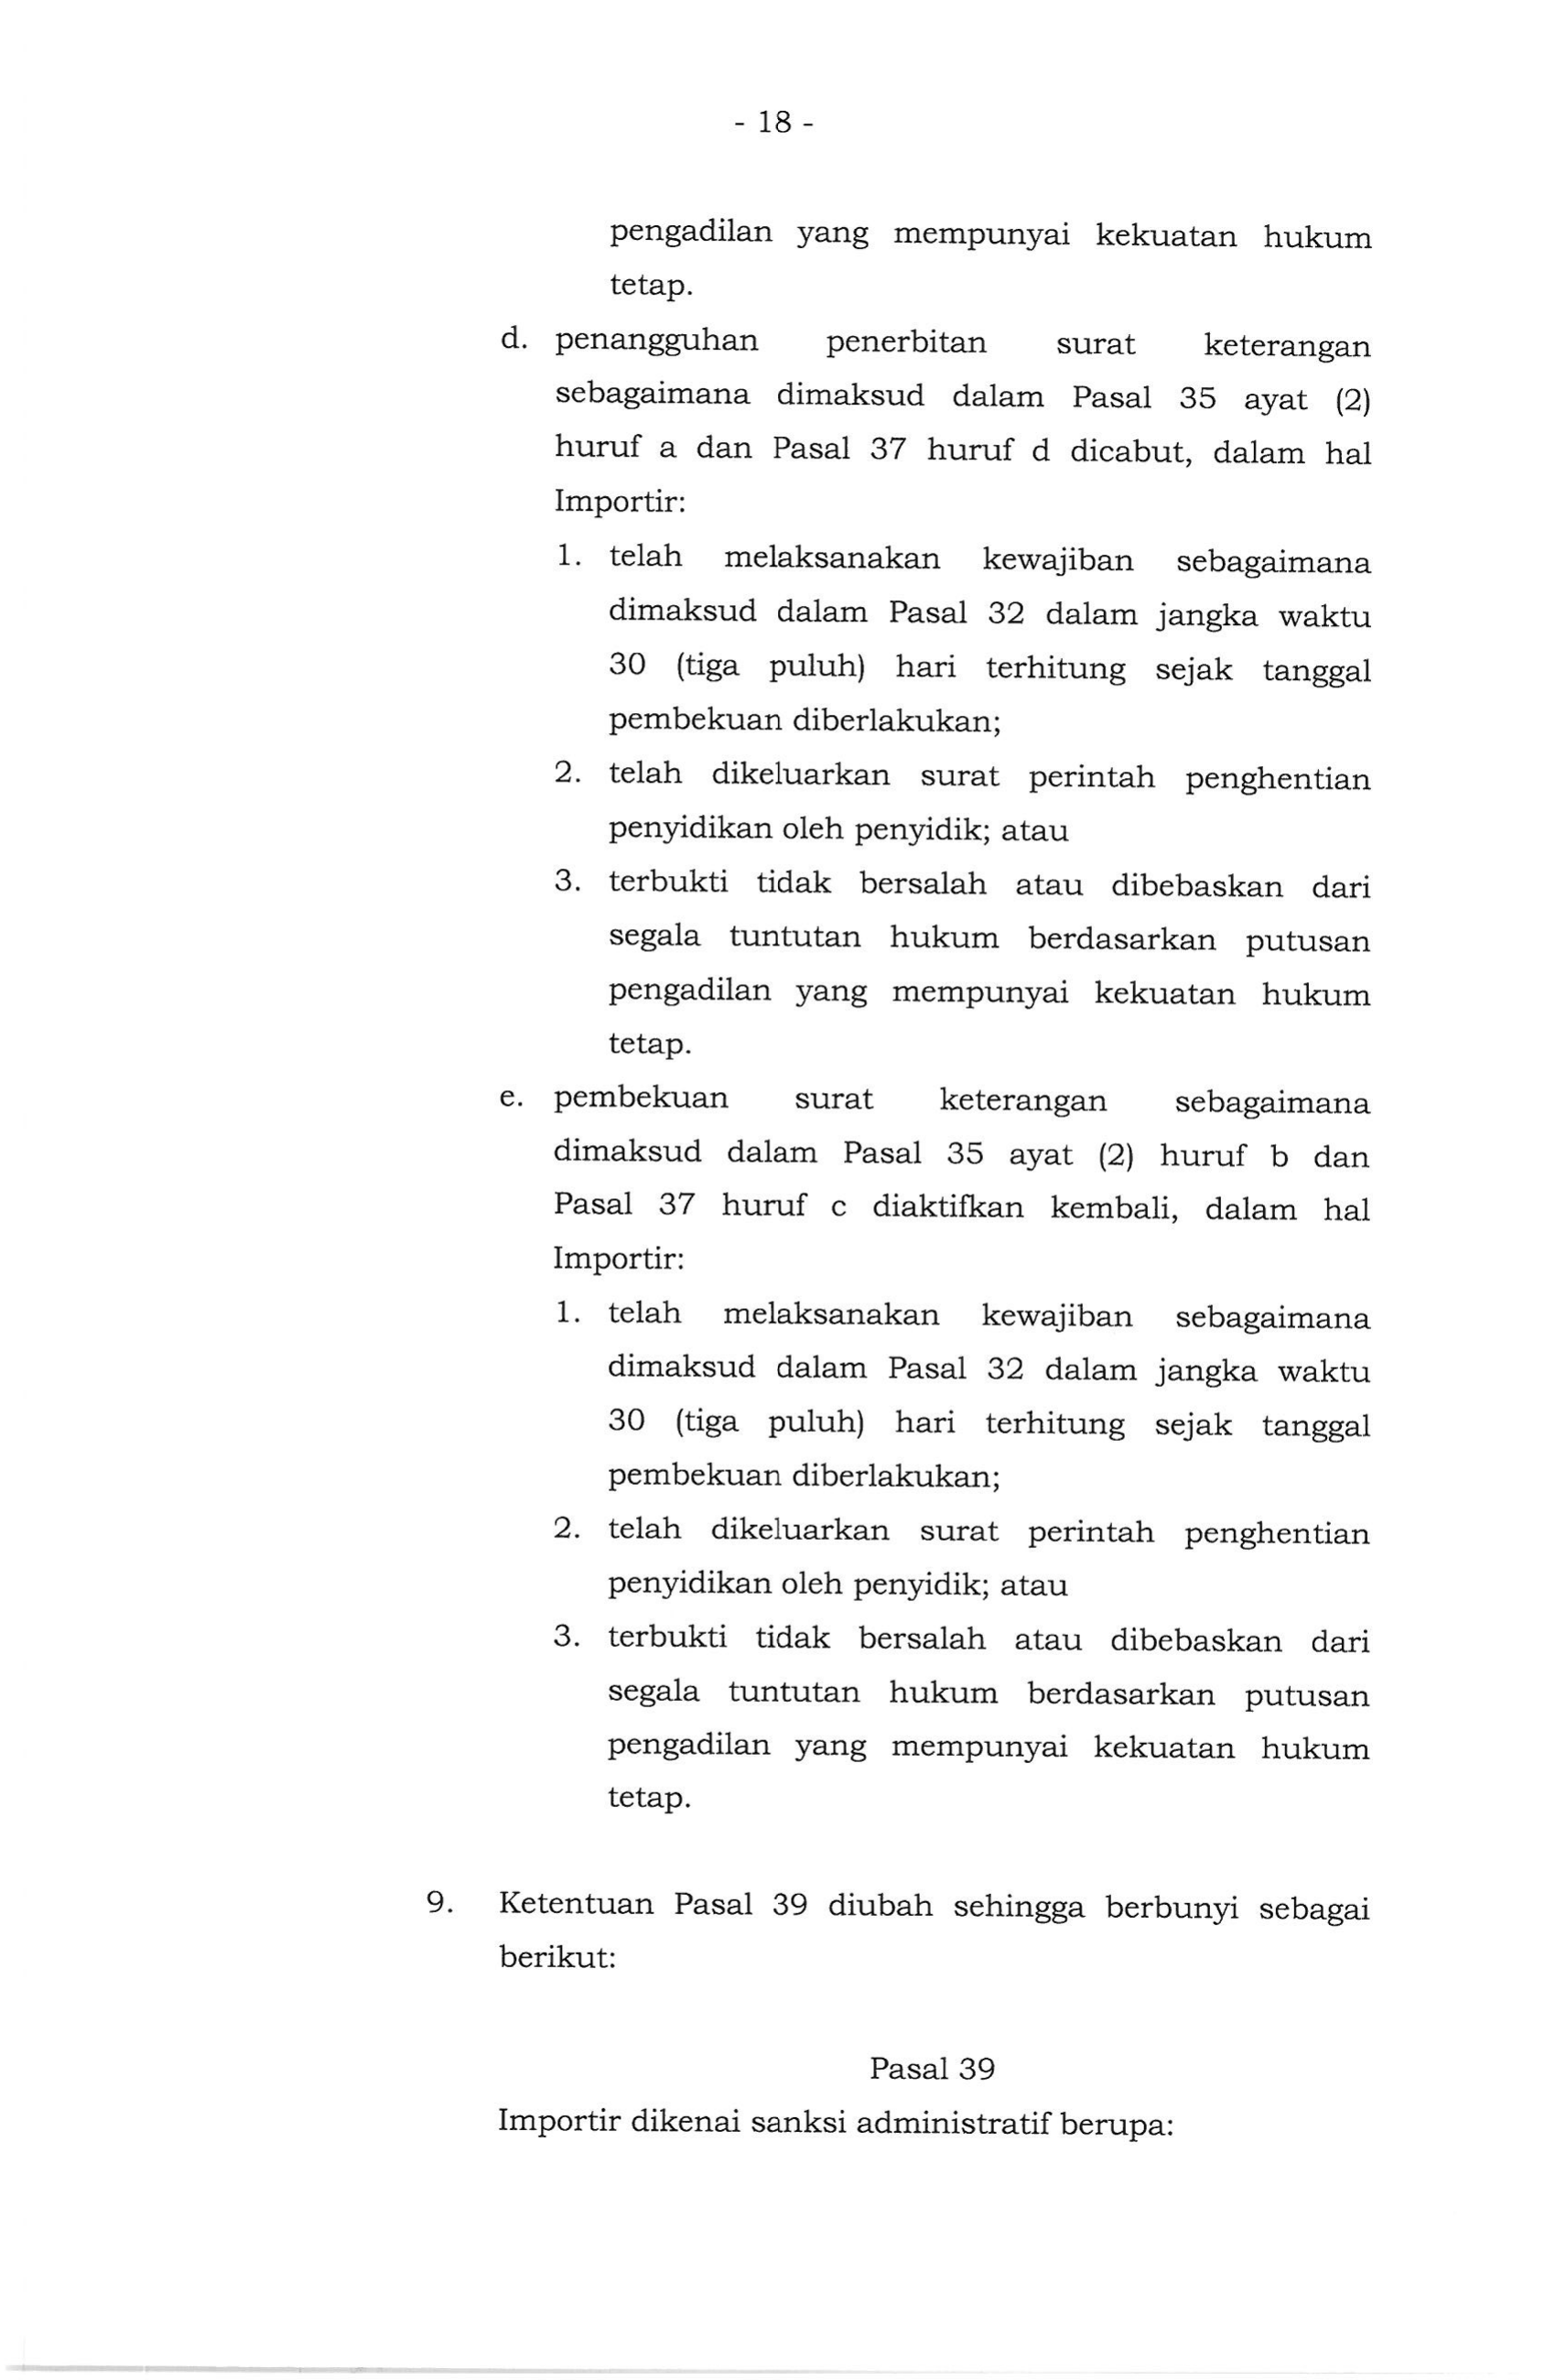 - 18 -
pengadilan yang mempunyai kekuatan hukum
tetap.
d. penangguhan penerbitan surat keterangan
sebagaimana dimaksud dalam Pasal 35 ayat (2)
huruf a dan Pasal 37 huruf d dicabut, dalam hal
Importir:
1. telah melaksanakan kewajiban sebagaimana
dimaksud dalam Pasal 32 dalam jangka waktu
30 (tiga puluh) hari terhitung sejak tanggal
pembekuan diberlakukan;
2. telah dikeluarkan surat perintah penghentian
penyidikan oleh penyidik; atau
3. terbukti tidak bersalah atau dibebaskan dari
segala tuntutan hukum berdasarkan putusan
pengadilan yang mempunyai kekuatan hukum
tetap.
e. pembekuan surat keterangan sebagaimana
dimaksud dalam Pasal 35 ayat (2) huruf b dan
Pasal 37 huruf c diaktifkan kembali, dalam hal
Importir:
1. telah melaksanakan kewajiban sebagaimana
dimaksud dalam Pasal 32 dalam jangka waktu
30 (tiga puluh) hari terhitung sejak tanggal
pembekuan diberlakukan;
2. telah dikeluarkan surat perintah penghentian
penyidikan oleh penyidik; atau
3. terbukti tidak bersalah atau dibebaskan dari
segala tuntutan hukum berdasarkan putusan
pengadilan yang mempunyai kekuatan hukum
tetap.
9. Ketentuan Pasal 39 diubah sehingga berbunyi sebagai
berikut:
Pasal 39
Importir dikenai sanksi administratif berupa: